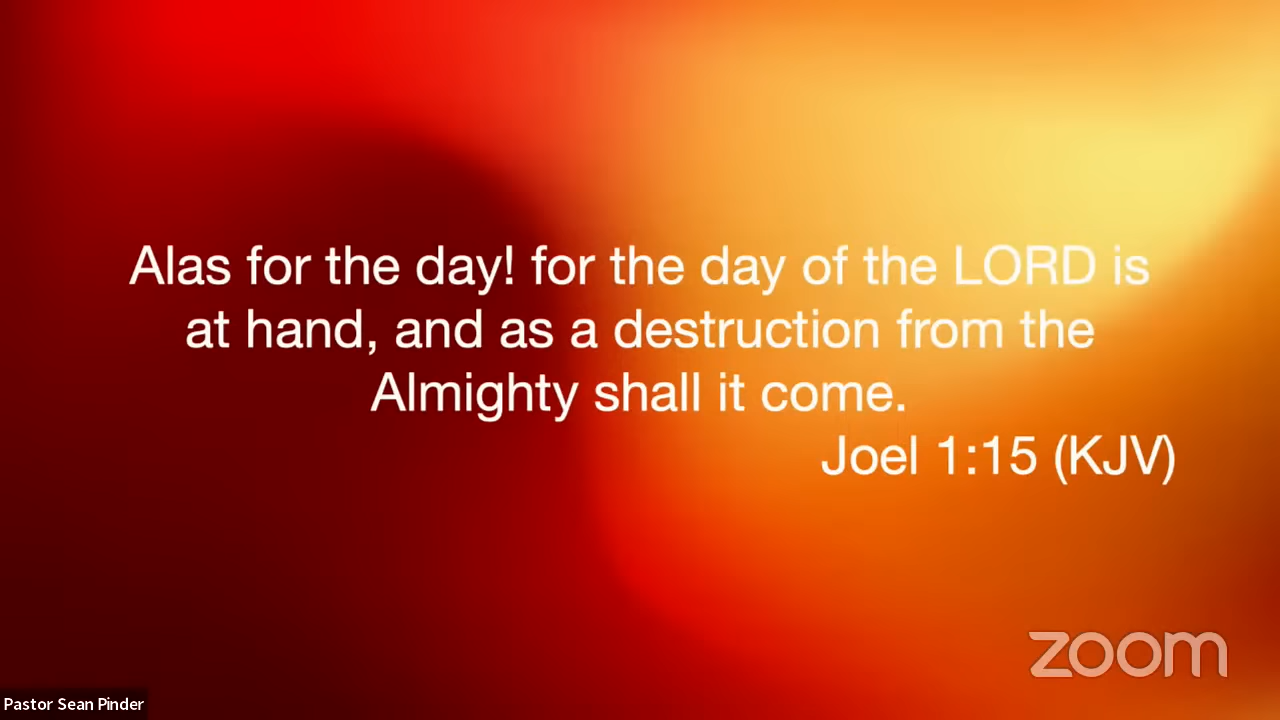 Alas for the day! for the day of the LORD is
at hand, and as a destruction from the
Almighty shall it come.
Joel 1:15 (KJV)
zoom
Pastor Sean Pinder